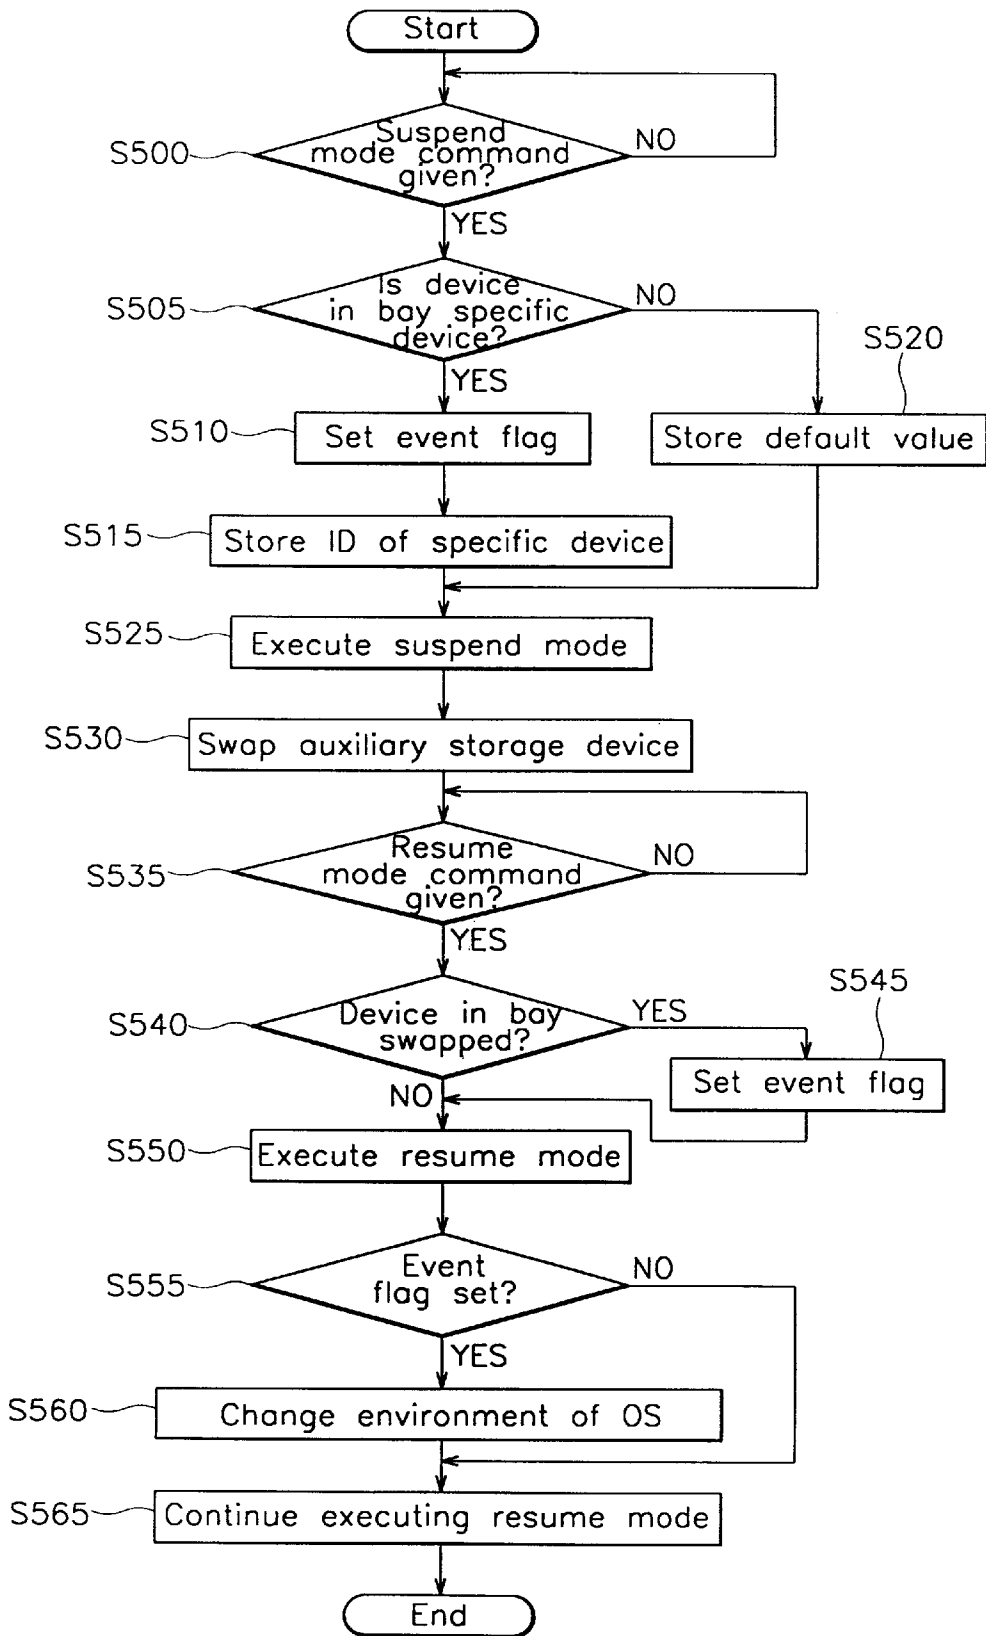 Start
Suspend
mode command
given?
NO
S500
YES
Is device
in bay specific
device?
NO
S505
YES
S520
S510
Set event flag
Store default value
S515
Store ID of specific device
S525
Execute suspend mode
S530
Swap auxiliary storage device
Resume
mode command
given?
NO
S535
YES
S545
S540
Device in bay
swapped?
YES
Set event flag
NO
S550
Execute resume mode
Event
flag set?
NO
S555
YES
S560
Change environment of OS
S565
Continue executing resume mode
End